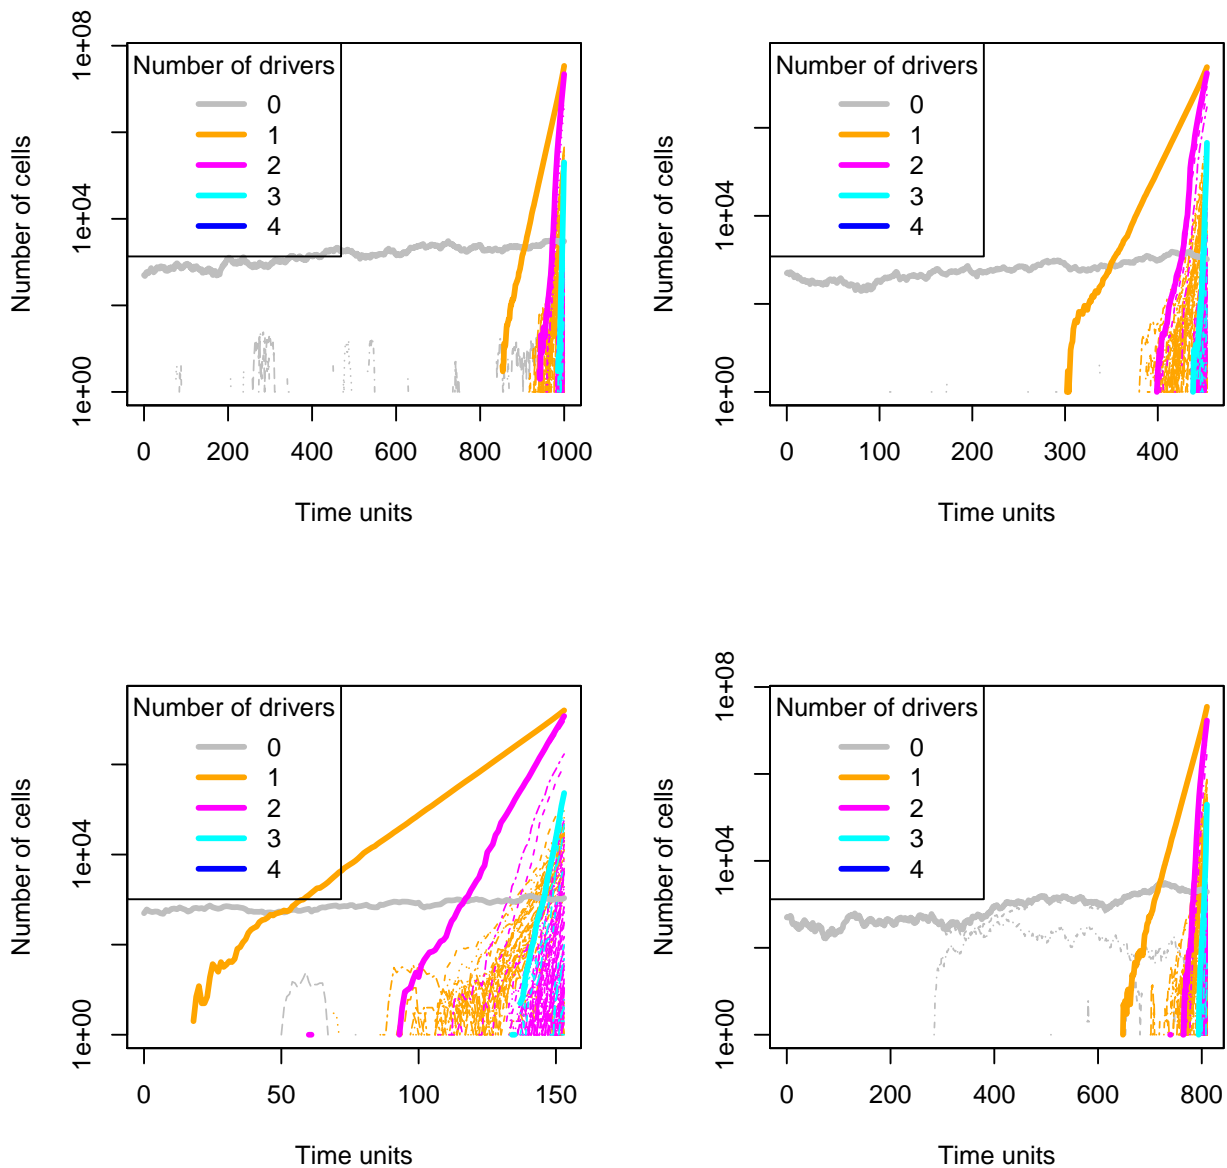 Number of cells
1e+08
1e+04
1e+00
Number of drivers
0
1
2
3
4
0 200 400 600 800 1000
Time units
Number of cells
1e+04
1e+00
Number of drivers
0
1
2
3
4
0 100 200 300 400
Time units
Number of cells
1e+04
1e+00
Number of drivers
0
1
2
3
4
0 50 100 150
Time units
Number of cells
1e+08
1e+04
1e+00
Number of drivers
0
1
2
3
4
0 200 400 600 800
Time units